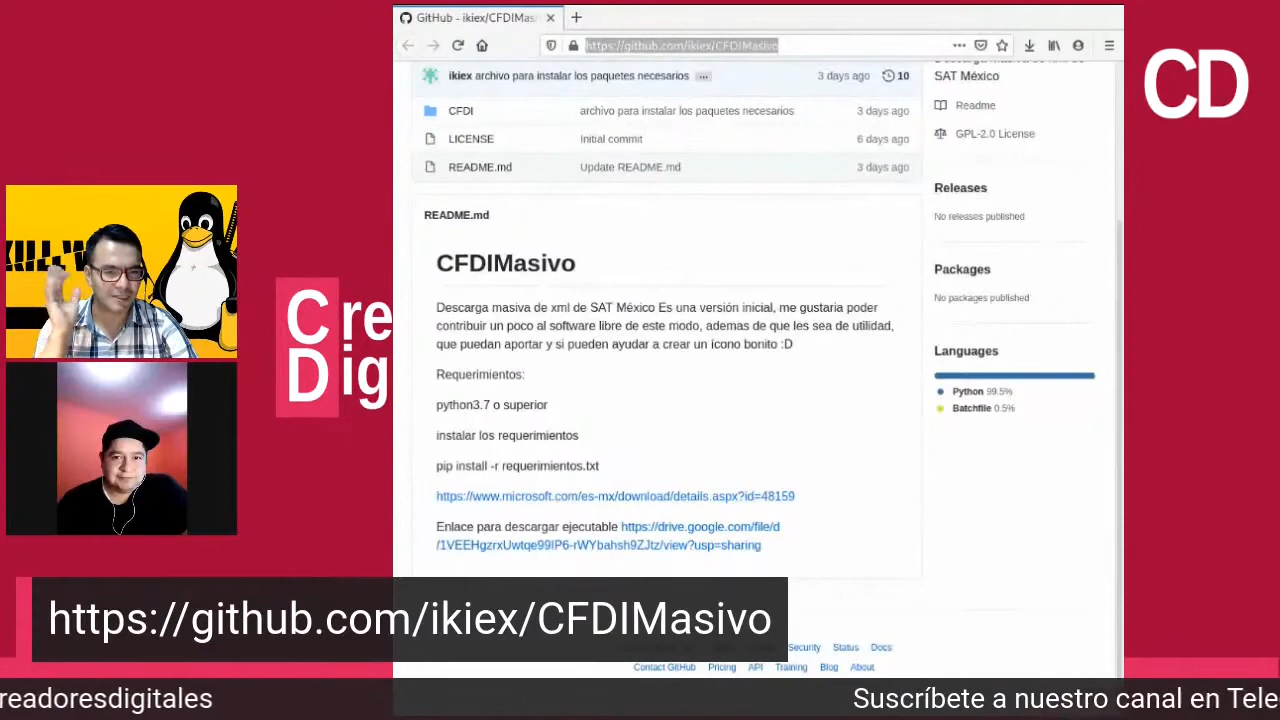 GitHub - ikiex/CFDIMas
https://github.com/ikiex/CFDIMasivo
ikiex archivo para instalar los paquetes necesarios ... 3 days ago 10
CFDI archivo para instalar los paquetes necesarios 3 days ago
LICENSE Initial commit 6 days ago
README.md Update README.md 3 days ago
SAT México
Readme
GPL-2.0 License
Releases
No releases published
Packages
No packages published
Languages
Python 99.5%
Batchfile 0.5%
README.md
CFDIMasivo
Descarga masiva de xml de SAT México Es una versión inicial, me gustaria poder
contribuir un poco al software libre de este modo, ademas de que les sea de utilidad,
que puedan aportar y si pueden ayudar a crear un ícono bonito :D
Requerimientos:
python3.7 o superior
instalar los requerimientos
pip install -r requerimientos.txt
https://www.microsoft.com/es-mx/download/details.aspx?id=48159
Enlace para descargar ejecutable https://drive.google.com/file/d
/1VEEHgzrxUwtqe99IP6-rWYbahsh9ZJtz/view?usp=sharing
Security Status Docs
Contact GitHub Pricing API Training Blog About
CD
KILL
Cre
Dig
https://github.com/ikiex/CFDIMasivo
readoresdigitales
Suscríbete a nuestro canal en Tele